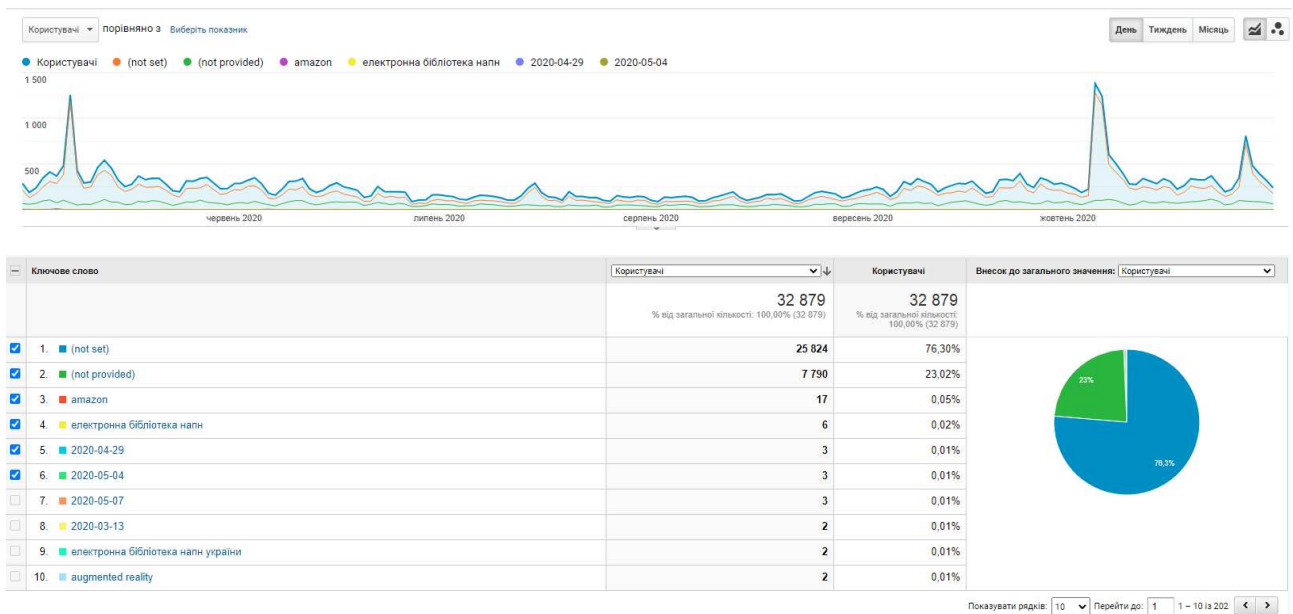 Користувачі порівняно з Виберіть показник День Тиждень Місяць
Користувачі (not set) (not provided) amazon електронна бібліотека напн 2020-04-29 2020-05-04
1 500
1 000
500
червень 2020 липень 2020 серпень 2020 вересень 2020 жовтень 2020
Ключове слово Користувачі Користувачі Внесок до загального значення: Користувачі
32 879 32 879
% від загальної кількості: 100,00% (32 879) % від загальної кількості:
100,00% (32 879)
1. (not set) 25 824 76,30%
2. (not provided) 7 790 23,02%
3. amazon 17 0,05%
4. електронна бібліотека напн 6 0,02%
5. 2020-04-29 3 0,01%
6. 2020-05-04 3 0,01%
7. 2020-05-07 3 0,01%
8. 2020-03-13 2 0,01%
9. електронна бібліотека напн україни 2 0,01%
10. augmented reality 2 0,01%
23%
76,3%
Показувати рядків: 10 Перейти до: 1 1 – 10 із 202